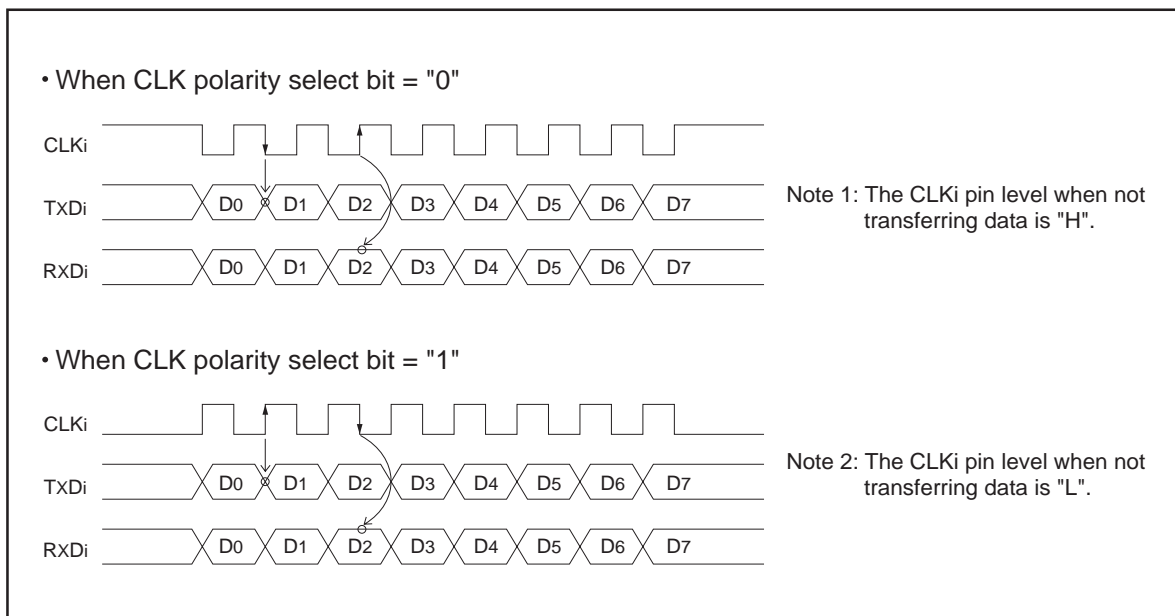 • When CLK polarity select bit = "0"
CLKi
TXDi D0 D1 D2 D3 D4 D5 D6 D7
RXDi D0 D1 D2 D3 D4 D5 D6 D7
Note 1: The CLKi pin level when not
transferring data is "H".
• When CLK polarity select bit = "1"
CLKi
TXDi D0 D1 D2 D3 D4 D5 D6 D7
RXDi D0 D1 D2 D3 D4 D5 D6 D7
Note 2: The CLKi pin level when not
transferring data is "L".